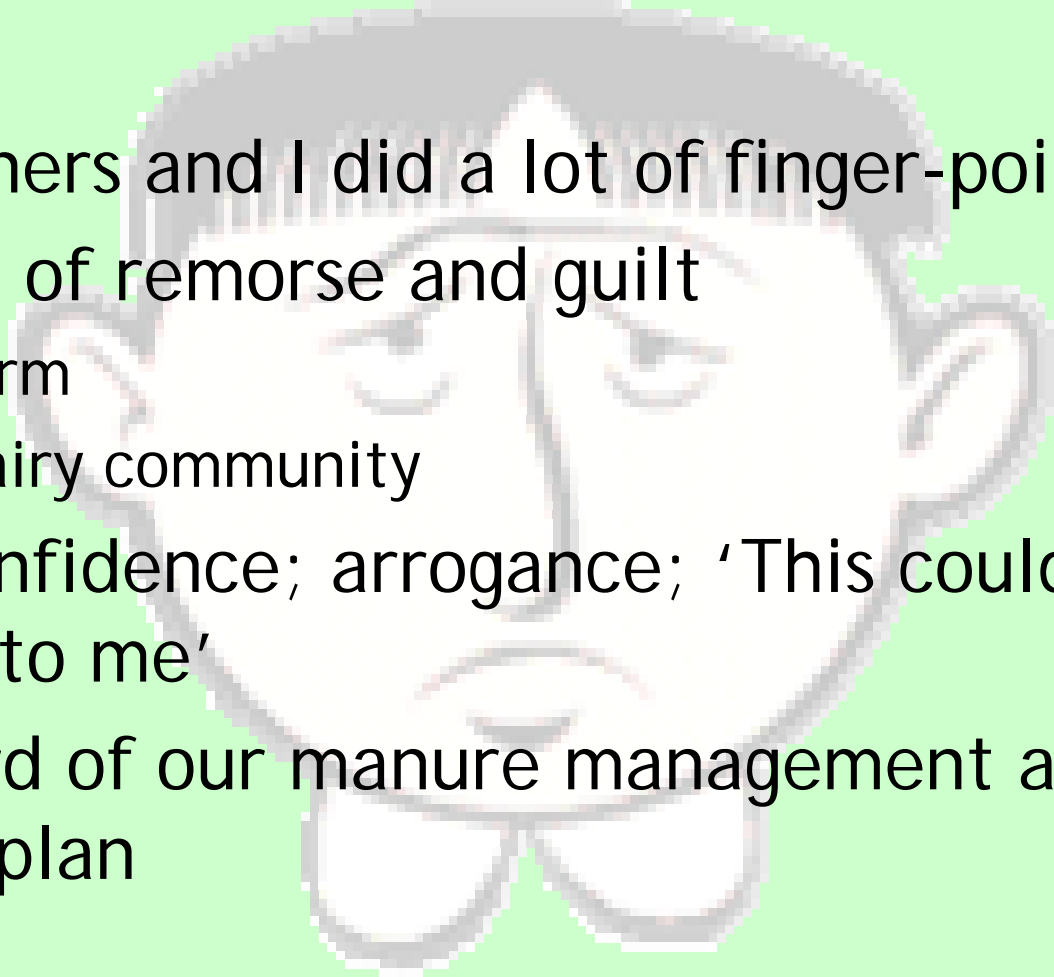 ners and I did a lot of finger-poi
of remorse and guilt
rm
airy community
nfidence; arrogance; ‘This could
to me’
rd of our manure management a
plan